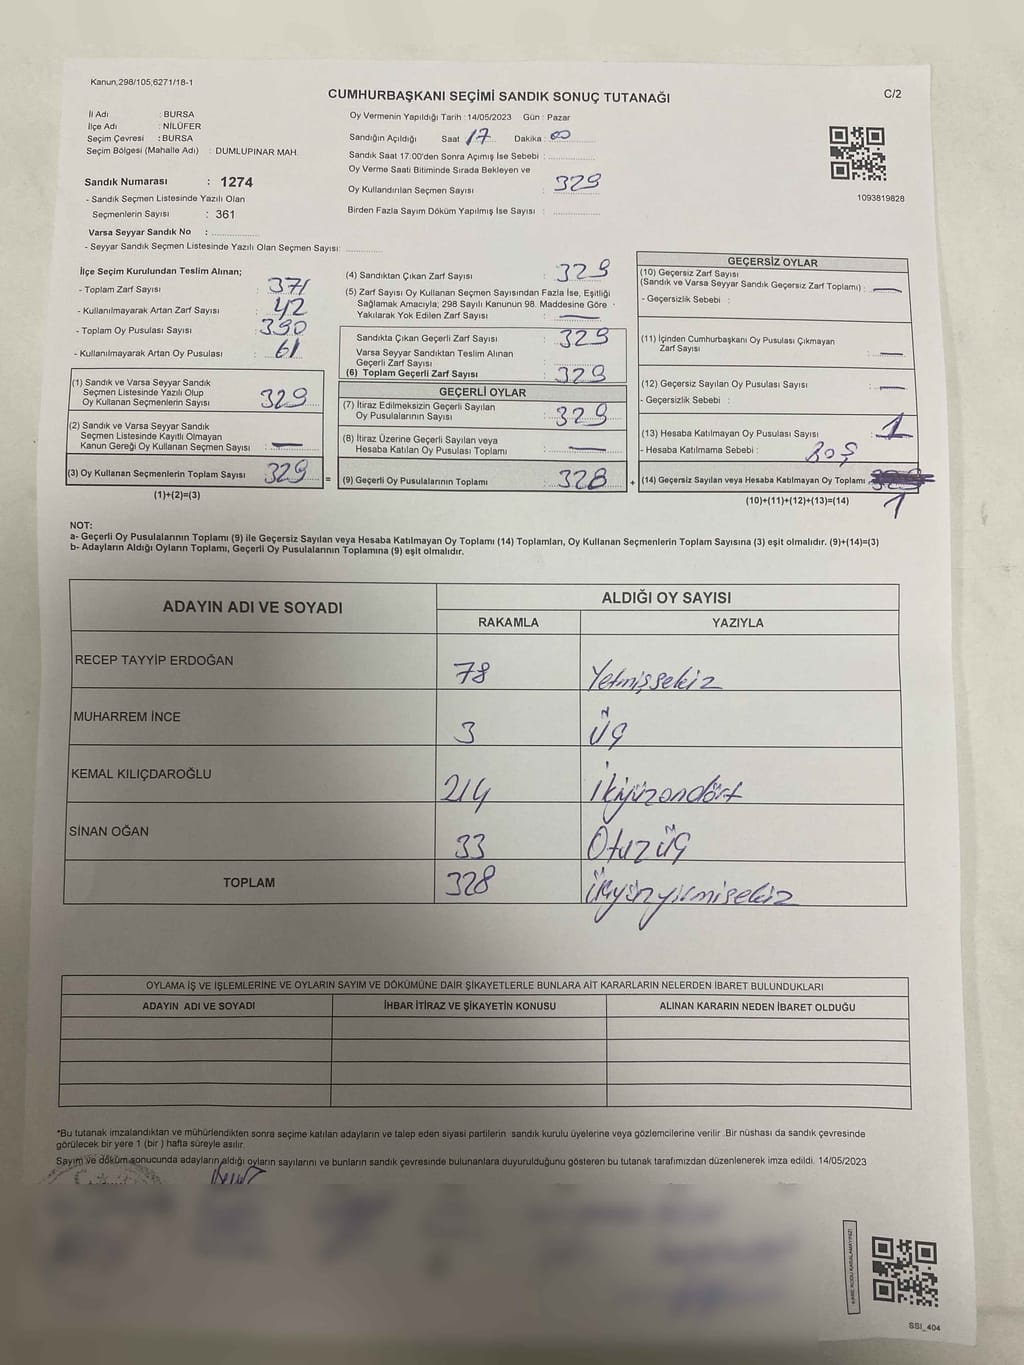 Kanun,298/105;6271/18-1
CUMHURBAŞKANI SEÇİMİ SANDIK SONUÇ TUTANAĞI
C/2
İl Adı : BURSA
İlçe Adı : NİLÜFER
Seçim Çevresi : BURSA
Seçim Bölgesi (Mahalle Adı) : DUMLUPINAR MAH.
Sandık Numarası : 1274
- Sandık Seçmen Listesinde Yazılı Olan
Seçmenlerin Sayısı : 361
Varsa Seyyar Sandık No :
- Seyyar Sandık Seçmen Listesinde Yazılı Olan Seçmen Sayısı:
Oy Vermenin Yapıldığı Tarih : 14/05/2023 Gün : Pazar
Sandığın Açıldığı Saat 17 Dakika : 00
Sandık Saat 17:00'den Sonra Açımış İse Sebebi :
Oy Verme Saati Bitiminde Sırada Bekleyen ve
Oy Kullandırılan Seçmen Sayısı : 329
Birden Fazla Sayım Döküm Yapılmış İse Sayısı :
1093819828
İlçe Seçim Kurulundan Teslim Alınan;
- Toplam Zarf Sayısı : 371
- Kullanılmayarak Artan Zarf Sayısı : 42
- Toplam Oy Pusulası Sayısı : 390
- Kullanılmayarak Artan Oy Pusulası : 61
(1) Sandık ve Varsa Seyyar Sandık
Seçmen Listesinde Yazılı Olup
Oy Kullanan Seçmenlerin Sayısı : 329
(2) Sandık ve Varsa Seyyar Sandık
Seçmen Listesinde Kayıtlı Olmayan
Kanun Gereği Oy Kullanan Seçmen Sayısı : —
(3) Oy Kullanan Seçmenlerin Toplam Sayısı 329 =
(1)+(2)=(3)
(4) Sandıktan Çıkan Zarf Sayısı : 329
(5) Zarf Sayısı Oy Kullanan Seçmen Sayısından Fazla İse, Eşitliği
Sağlamak Amacıyla; 298 Sayılı Kanunun 98. Maddesine Göre
Yakılarak Yok Edilen Zarf Sayısı : —
Sandıkta Çıkan Geçerli Zarf Sayısı : 329
Varsa Seyyar Sandıktan Teslim Alınan
Geçerli Zarf Sayısı :
(6) Toplam Geçerli Zarf Sayısı : 329
GEÇERLİ OYLAR
(7) İtiraz Edilmeksizin Geçerli Sayılan
Oy Pusulalarının Sayısı : 329
(8) İtiraz Üzerine Geçerli Sayılan veya
Hesaba Katılan Oy Pusulası Toplamı : —
(9) Geçerli Oy Pusulalarının Toplamı : 328 +
GEÇERSİZ OYLAR
(10) Geçersiz Zarf Sayısı
(Sandık ve Varsa Seyyar Sandık Geçersiz Zarf Toplamı) : —
- Geçersizlik Sebebi :
(11) İçinden Cumhurbaşkanı Oy Pusulası Çıkmayan
Zarf Sayısı : —
(12) Geçersiz Sayılan Oy Pusulası Sayısı : —
- Geçersizlik Sebebi :
(13) Hesaba Katılmayan Oy Pusulası Sayısı : 1
- Hesaba Katılmama Sebebi : Boş
(14) Geçersiz Sayılan veya Hesaba Katılmayan Oy Toplamı
(10)+(11)+(12)+(13)=(14) 1
NOT:
a- Geçerli Oy Pusulalarının Toplamı (9) ile Geçersiz Sayılan veya Hesaba Katılmayan Oy Toplamı (14) Toplamları, Oy Kullanan Seçmenlerin Toplam Sayısına (3) eşit olmalıdır. (9)+(14)=(3)
b- Adayların Aldığı Oyların Toplamı, Geçerli Oy Pusulalarının Toplamına (9) eşit olmalıdır.
ADAYIN ADI VE SOYADI
ALDIĞI OY SAYISI
RAKAMLA YAZIYLA
RECEP TAYYİP ERDOĞAN 78 Yetmişsekiz
MUHARREM İNCE 3 Üç
KEMAL KILIÇDAROĞLU 214 İkiyüzondört
SİNAN OĞAN 33 Otuzüç
TOPLAM 328 Üçyüzyirmisekiz
OYLAMA İŞ VE İŞLEMLERİNE VE OYLARIN SAYIM VE DÖKÜMÜNE DAİR ŞİKAYETLERLE BUNLARA AİT KARARLARIN NELERDEN İBARET BULUNDUKLARI
ADAYIN ADI VE SOYADI İHBAR İTİRAZ VE ŞİKAYETİN KONUSU ALINAN KARARIN NEDEN İBARET OLDUĞU
*Bu tutanak imzalandıktan ve mühürlendikten sonra seçime katılan adayların ve talep eden siyasi partilerin sandık kurulu üyelerine veya gözlemcilerine verilir .Bir nüshası da sandık çevresinde
görülecek bir yere 1 (bir ) hafta süreyle asılır.
Sayım ve döküm sonucunda adayların aldığı oyların sayılarını ve bunların sandık çevresinde bulunanlara duyurulduğunu gösteren bu tutanak tarafımızdan düzenlenerek imza edildi. 14/05/2023
KARE KODU KARALAMAYINIZ!
SSI_404